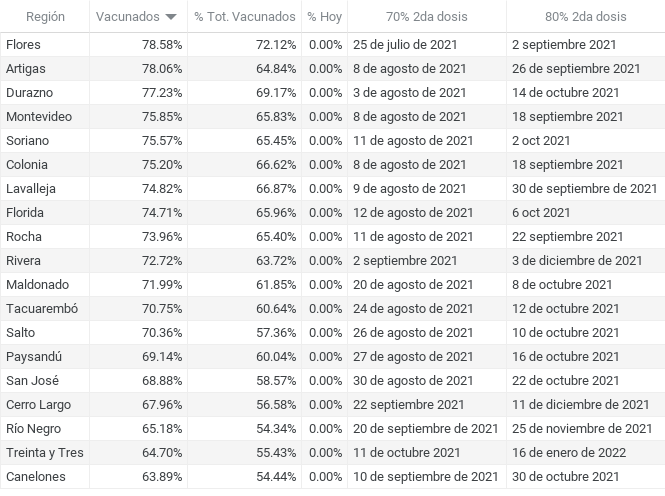 Región Vacunados % Tot. Vacunados % Hoy 70% 2da dosis 80% 2da dosis
Flores 78.58% 72.12% 0.00% 25 de julio de 2021 2 septiembre 2021
Artigas 78.06% 64.84% 0.00% 8 de agosto de 2021 26 de septiembre 2021
Durazno 77.23% 69.17% 0.00% 3 de agosto de 2021 14 de octubre 2021
Montevideo 75.85% 65.83% 0.00% 8 de agosto de 2021 18 septiembre 2021
Soriano 75.57% 65.45% 0.00% 11 de agosto de 2021 2 oct 2021
Colonia 75.20% 66.62% 0.00% 8 de agosto de 2021 18 septiembre 2021
Lavalleja 74.82% 66.87% 0.00% 9 de agosto de 2021 30 de septiembre de 2021
Florida 74.71% 65.96% 0.00% 12 de agosto de 2021 6 oct 2021
Rocha 73.96% 65.40% 0.00% 11 de agosto de 2021 22 septiembre 2021
Rivera 72.72% 63.72% 0.00% 2 septiembre 2021 3 de diciembre de 2021
Maldonado 71.99% 61.85% 0.00% 20 de agosto de 2021 8 de octubre 2021
Tacuarembó 70.75% 60.64% 0.00% 24 de agosto de 2021 12 de octubre 2021
Salto 70.36% 57.36% 0.00% 26 de agosto de 2021 10 de octubre 2021
Paysandú 69.14% 60.04% 0.00% 27 de agosto de 2021 16 de octubre 2021
San José 68.88% 58.57% 0.00% 30 de agosto de 2021 22 de octubre 2021
Cerro Largo 67.96% 56.58% 0.00% 22 septiembre 2021 11 de diciembre de 2021
Río Negro 65.18% 54.34% 0.00% 20 de septiembre de 2021 25 de noviembre de 2021
Treinta y Tres 64.70% 55.43% 0.00% 11 de octubre 2021 16 de enero de 2022
Canelones 63.89% 54.44% 0.00% 10 de septiembre de 2021 30 de octubre 2021